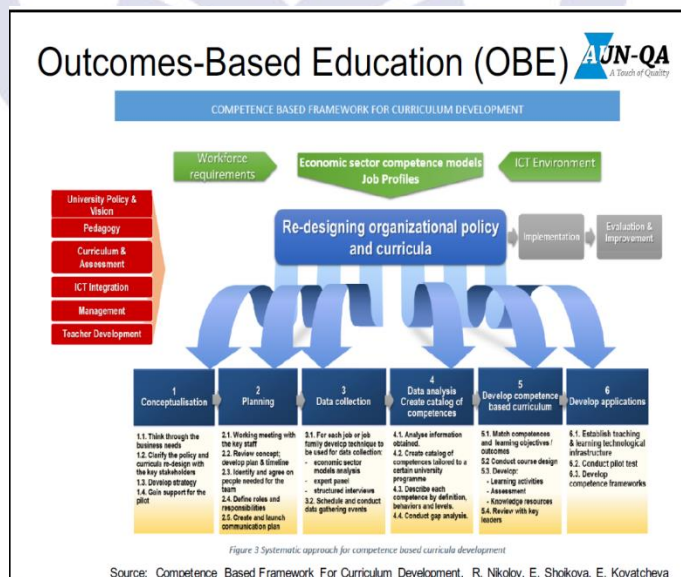 Outcomes-Based Education (OBE)
AUN-QA
A Touch of Quality
COMPETENCE BASED FRAMEWORK FOR CURRICULUM DEVELOPMENT
Workforce
requirements
Economic sector competence models
Job Profiles
ICT Environment
University Policy &
Vision
Pedagogy
Curriculum &
Assessment
ICT Integration
Management
Teacher Development
Re-designing organizational policy
and curricula
Implementation
Evaluation &
Improvement
1
Conceptualisation
1.1. Think through the
business needs
1.2. Clarify the policy and
curricula re-design with
the key stakeholders
1.3. Develop strategy
1.4. Gain support for the
pilot
2
Planning
2.1. Working meeting with
the key staff
2.2. Review concept;
develop plan & timeline
2.3. Identify and agree on
people needed for the
team
2.4. Define roles and
responsibilities
2.5. Create and launch
communication plan
3
Data collection
3.1. For each job or job
family develop technique to
be used for data collection:
- economic sector
models analysis
- expert panel
- structured interviews
3.2. Schedule and conduct
data gathering events
4
Data analysis
Create catalog of
competences
4.1. Analyse information
obtained.
4.2. Create catalog of
competences tailored to a
certain university
programme
4.3. Describe each
competence by definition,
behaviors and levels.
4.4. Conduct gap analysis.
5
Develop competence
based curriculum
5.1. Match competences
and learning objectives /
outcomes
5.2 Conduct course design
5.3. Develop:
- Learning activities
- Assessment
- Knowledge resources
5.4. Review with key
leaders
6
Develop applications
6.1. Establish teaching
& learning technological
infrastructure
6.2. Conduct pilot test
6.3. Develop
competence frameworks
Figure 3 Systematic approach for competence based curricula development
Source: Competence Based Framework For Curriculum Development, R. Nikolov, E. Shoikova, E. Kovatcheva